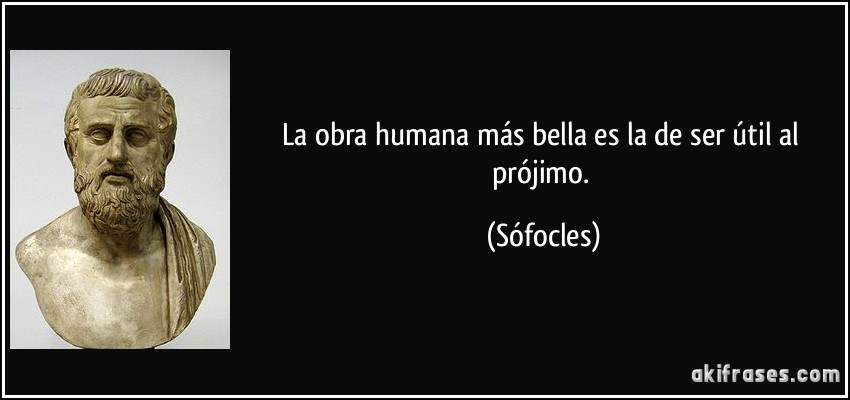 La obra humana más bella es la de ser útil al
prójimo.
(Sófocles)
akifrases.com